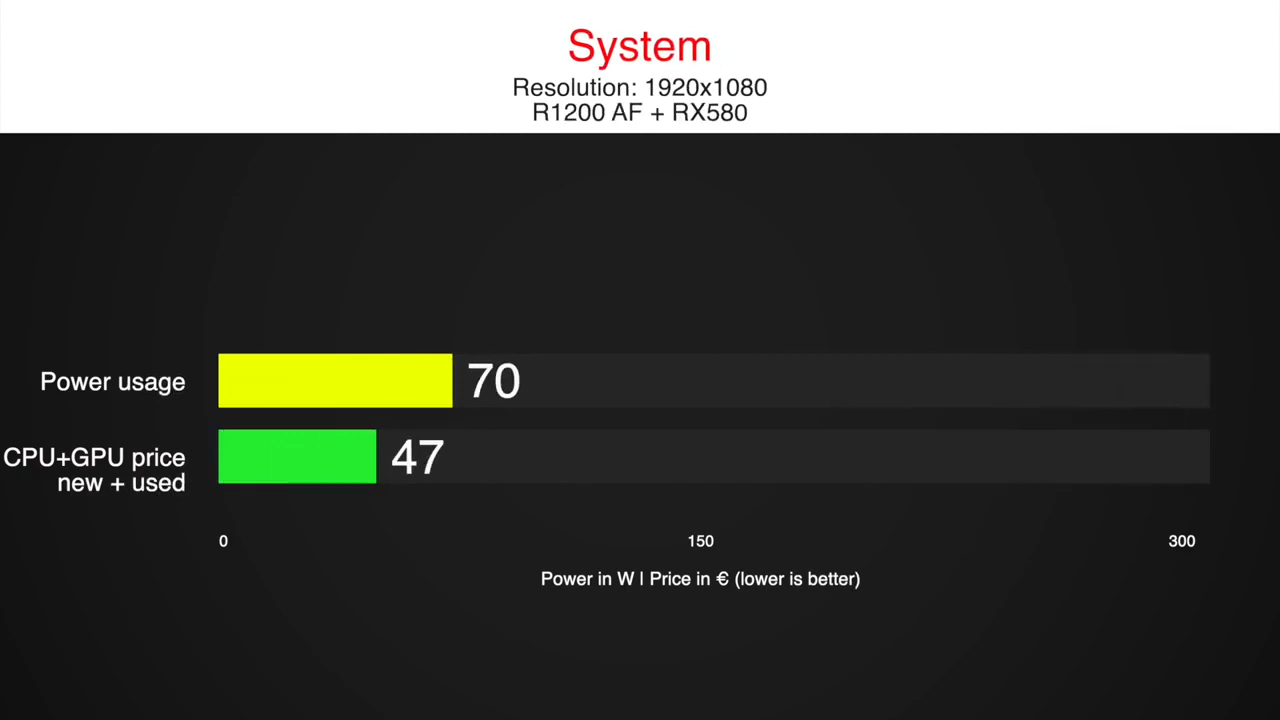 System
Resolution: 1920x1080
R1200 AF + RX580
Power usage
70
CPU+GPU price
new + used
47
0
150
300
Power in W | Price in € (lower is better)